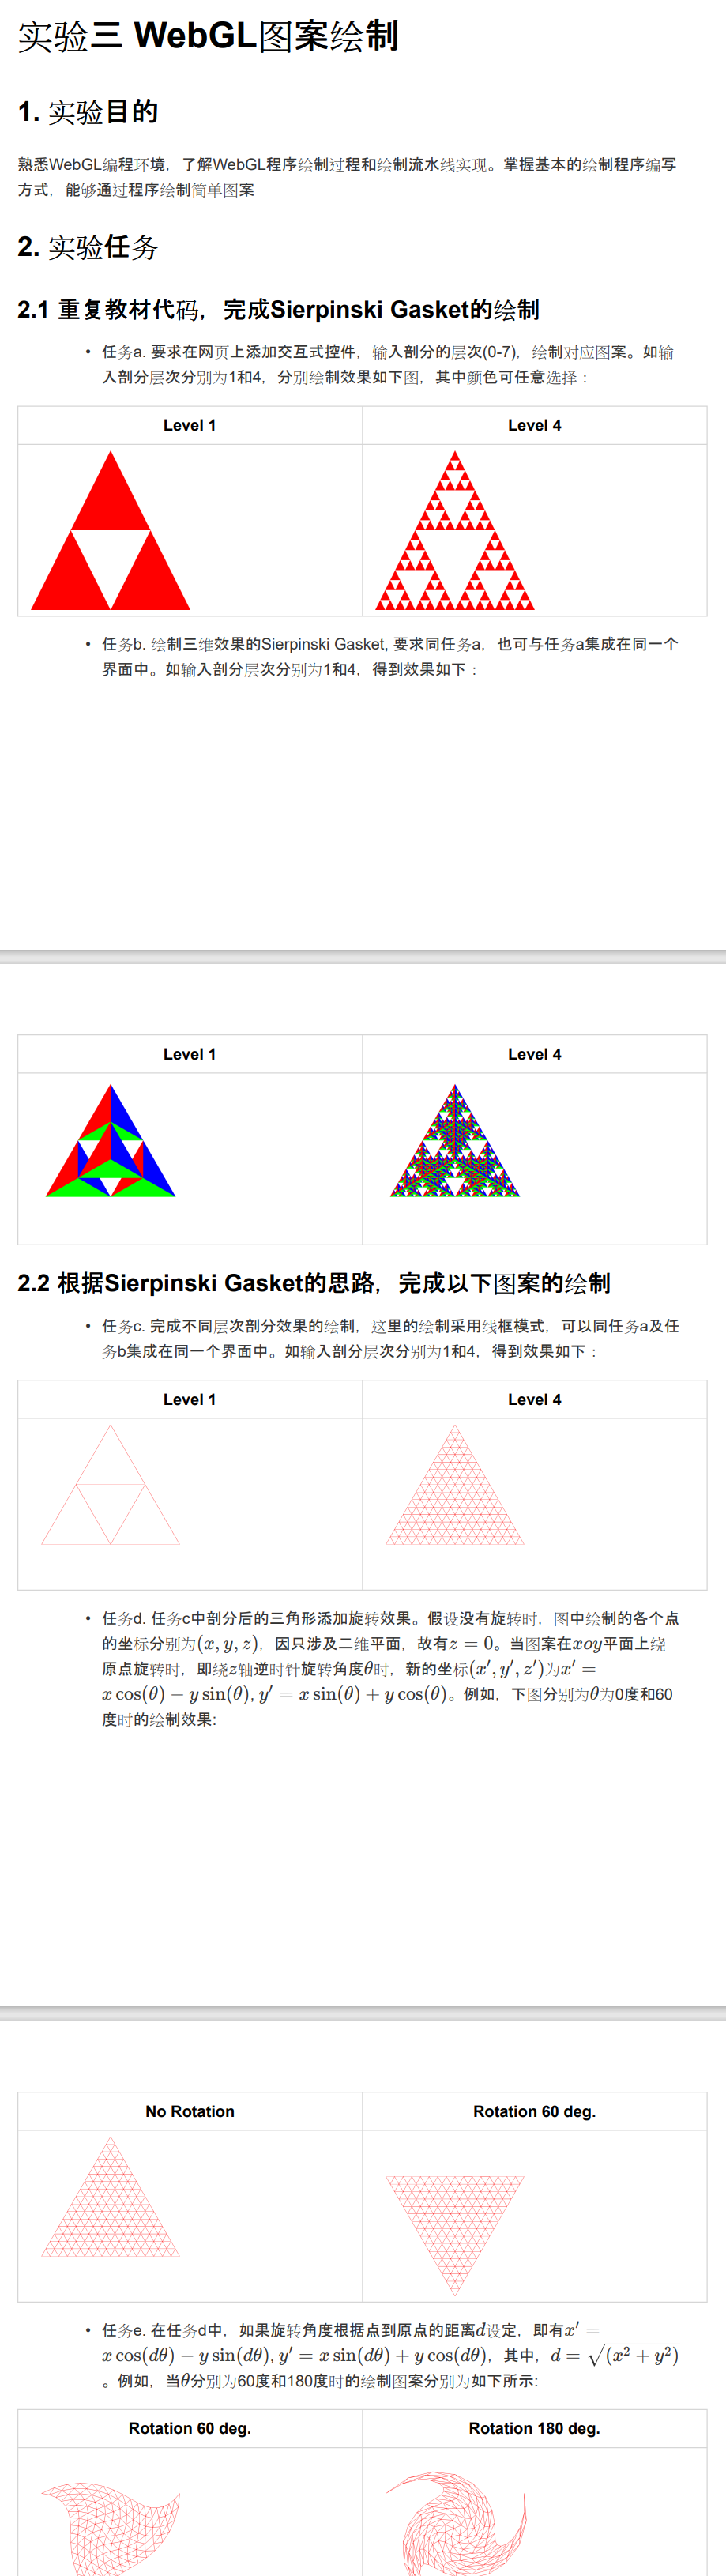 实验三 WebGL图案绘制
1. 实验目的
熟悉WebGL编程环境，了解WebGL程序绘制过程和绘制流水线实现。掌握基本的绘制程序编写
方式，能够通过程序绘制简单图案
2. 实验任务
2.1 重复教材代码，完成Sierpinski Gasket的绘制
• 任务a. 要求在网页上添加交互式控件，输入剖分的层次(0-7)，绘制对应图案。如输
入剖分层次分别为1和4，分别绘制效果如下图，其中颜色可任意选择：
Level 1 Level 4
• 任务b. 绘制三维效果的Sierpinski Gasket, 要求同任务a，也可与任务a集成在同一个
界面中。如输入剖分层次分别为1和4，得到效果如下：
Level 1 Level 4
2.2 根据Sierpinski Gasket的思路，完成以下图案的绘制
• 任务c. 完成不同层次剖分效果的绘制，这里的绘制采用线框模式，可以同任务a及任
务b集成在同一个界面中。如输入剖分层次分别为1和4，得到效果如下：
Level 1 Level 4
• 任务d. 任务c中剖分后的三角形添加旋转效果。假设没有旋转时，图中绘制的各个点
的坐标分别为(x, y, z)，因只涉及二维平面，故有z = 0。当图案在xoy平面上绕
原点旋转时，即绕z轴逆时针旋转角度θ时，新的坐标(x′, y′, z′)为x′ =
x cos(θ) − y sin(θ), y′ = x sin(θ) + y cos(θ)。例如，下图分别为θ为0度和60
度时的绘制效果:
No Rotation Rotation 60 deg.
• 任务e. 在任务d中，如果旋转角度根据点到原点的距离d设定，即有x′ =
x cos(dθ) − y sin(dθ), y′ = x sin(dθ) + y cos(dθ)，其中，d = √(x² + y²)
。例如，当θ分别为60度和180度时的绘制图案分别为如下所示:
Rotation 60 deg. Rotation 180 deg.